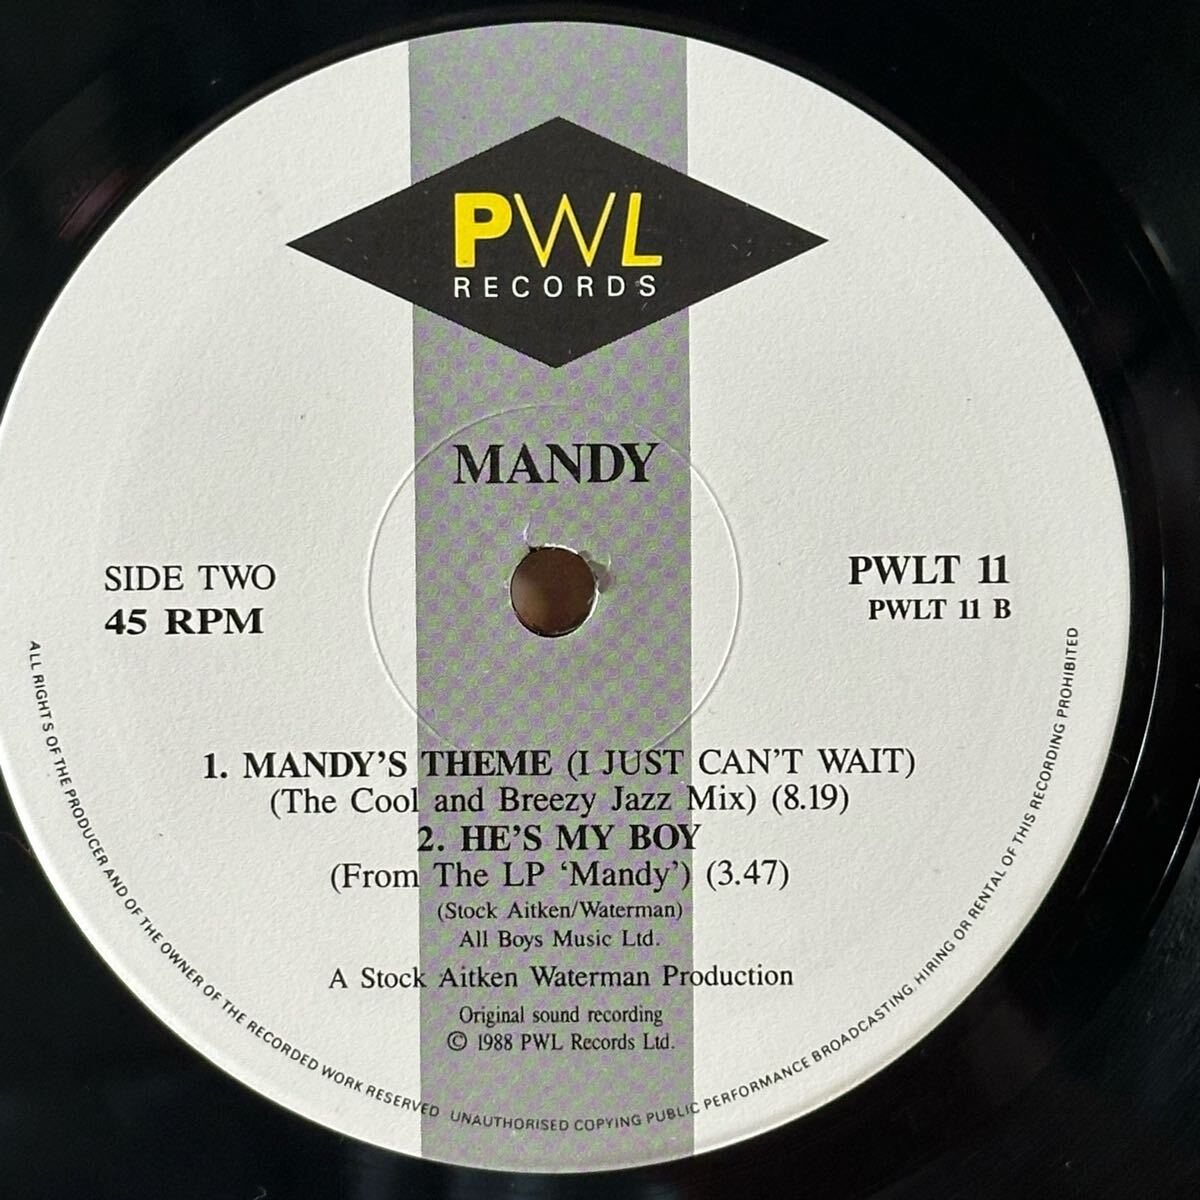 PWL
RECORDS
MANDY
SIDE TWO
45 RPM
PWLT 11
PWLT 11 B
1. MANDY'S THEME (I JUST CAN'T WAIT)
(The Cool and Breezy Jazz Mix) (8.19)
2. HE'S MY BOY
(From The LP ‘Mandy’) (3.47)
(Stock Aitken/Waterman)
All Boys Music Ltd.
A Stock Aitken Waterman Production
Original sound recording
© 1988 PWL Records Ltd.
ALL RIGHTS OF THE PRODUCER AND OF THE OWNER OF THE RECORDED WORK RESERVED UNAUTHORISED COPYING PUBLIC PERFORMANCE BROADCASTING, HIRING OR RENTAL OF THIS RECORDING PROHIBITED